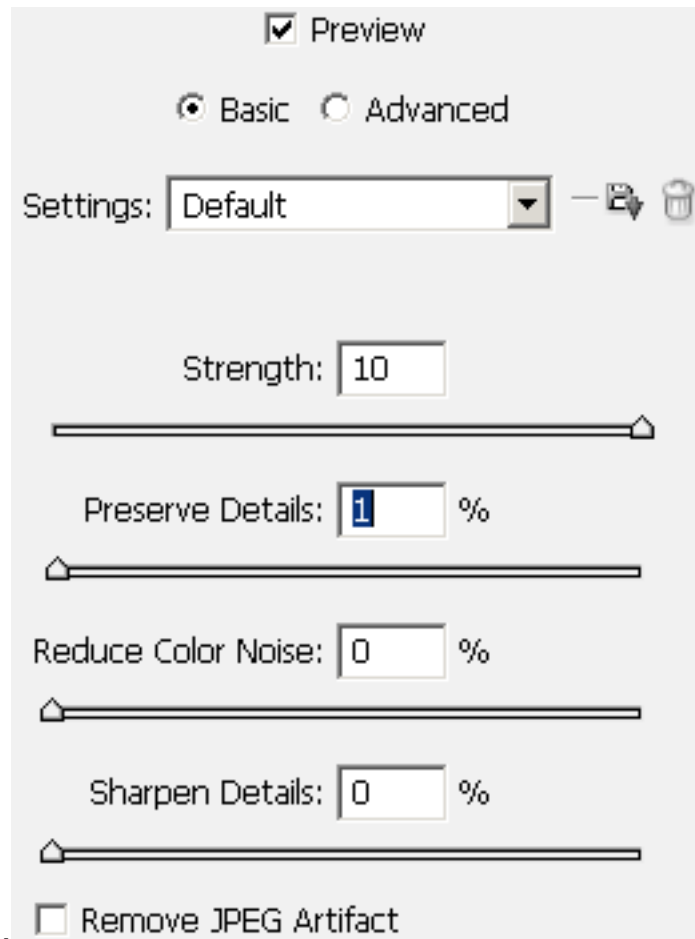 Preview
Basic Advanced
Settings: Default
Strength: 10
Preserve Details: 1 %
Reduce Color Noise: 0 %
Sharpen Details: 0 %
Remove JPEG Artifact